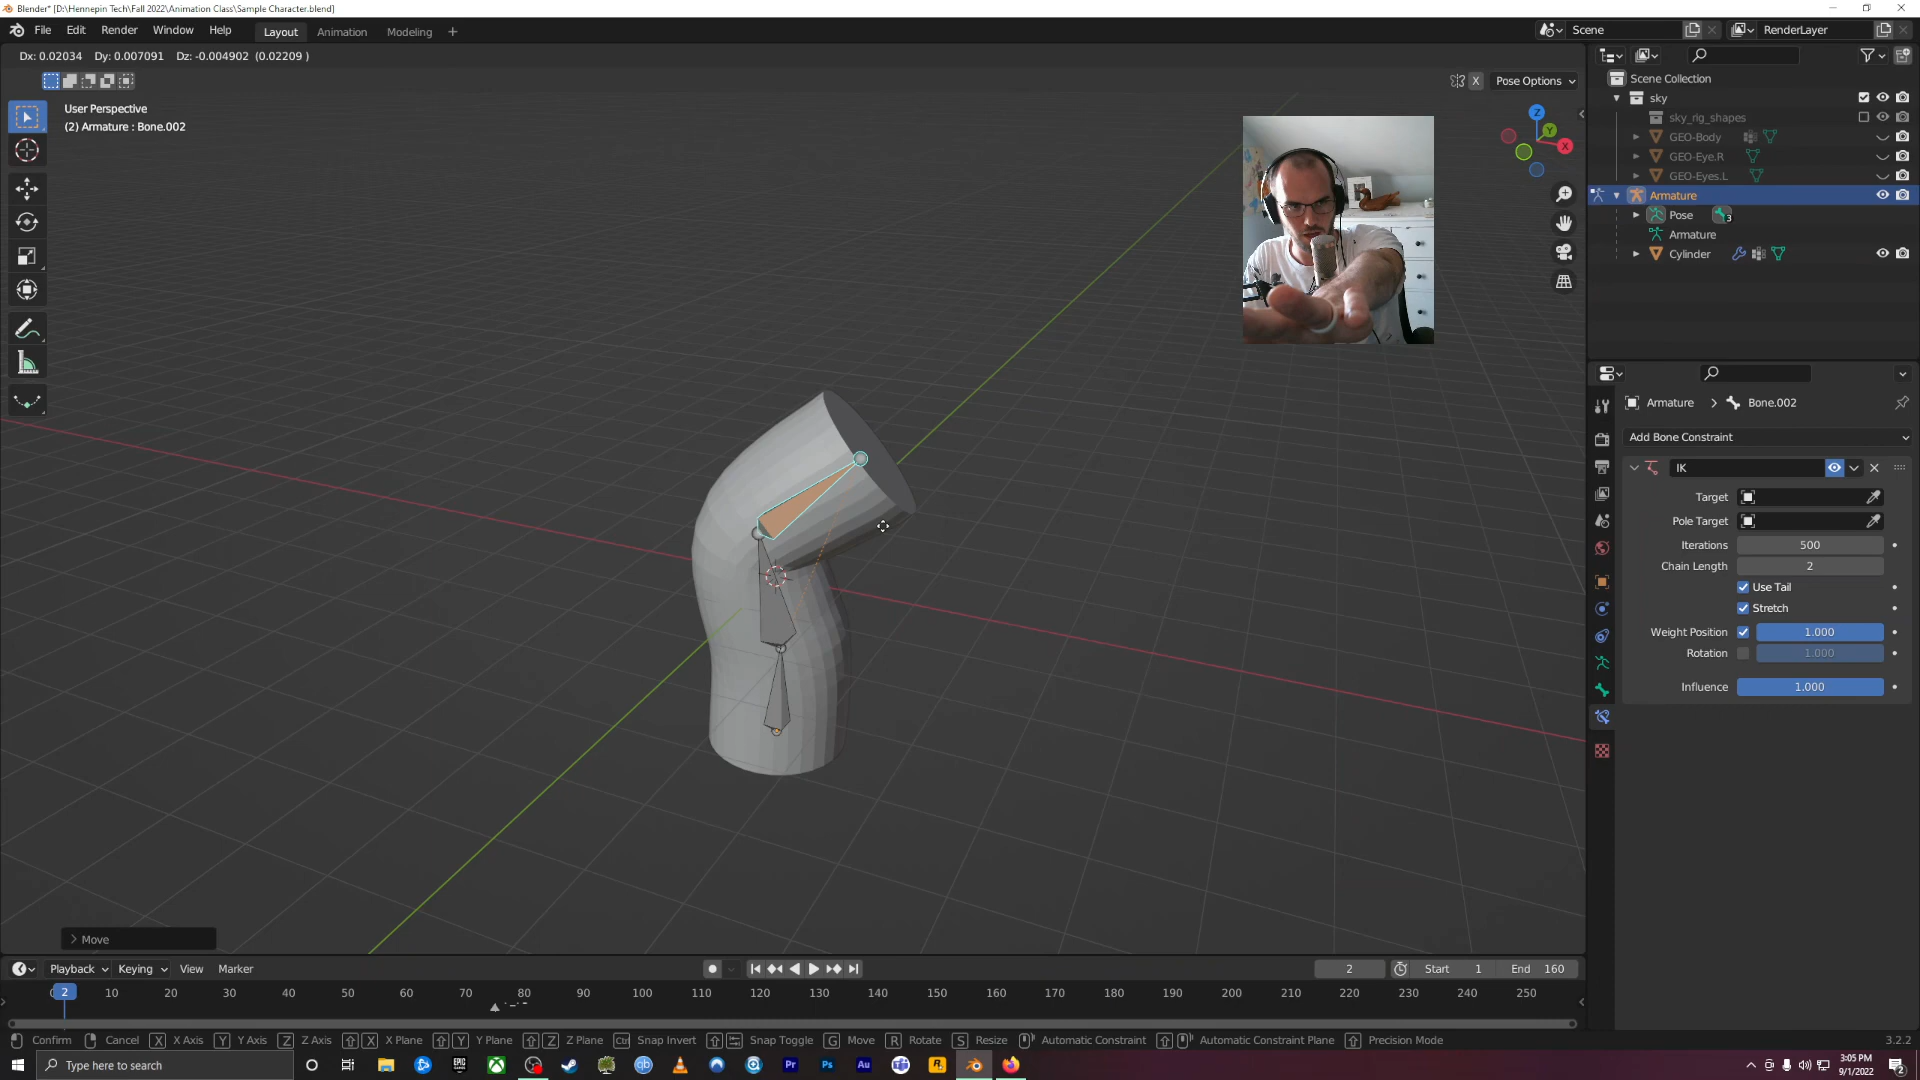 Blender* [D:\Hennepin Tech\Fall 2022\Animation Class\Sample Character.blend]
File Edit Render Window Help Layout Animation Modeling +
Scene RenderLayer
Dx: 0.02034 Dy: 0.007091 Dz: -0.004902 (0.02209 )
X Pose Options
User Perspective
(2) Armature : Bone.002
Z
Y
X
Scene Collection
sky
sky_rig_shapes
GEO-Body
GEO-Eye.R
GEO-Eyes.L
Armature
Pose 3
Armature
Cylinder
Armature > Bone.002
Add Bone Constraint
IK
Target
Pole Target
Iterations 500
Chain Length 2
Use Tail
Stretch
Weight Position 1.000
Rotation 1.000
Influence 1.000
> Move
Playback Keying View Marker
2 Start 1 End 160
2 10 20 30 40 50 60 70 80 90 100 110 120 130 140 150 160 170 180 190 200 210 220 230 240 250
Confirm Cancel X X Axis Y Y Axis Z Z Axis X X Plane Y Y Plane Z Z Plane Ctrl Snap Invert Snap Toggle G Move R Rotate S Resize Automatic Constraint Automatic Constraint Plane Precision Mode 3.2.2
Type here to search
EPIC
qb
Pr
Ps
Au
R
3:05 PM
9/1/2022
2